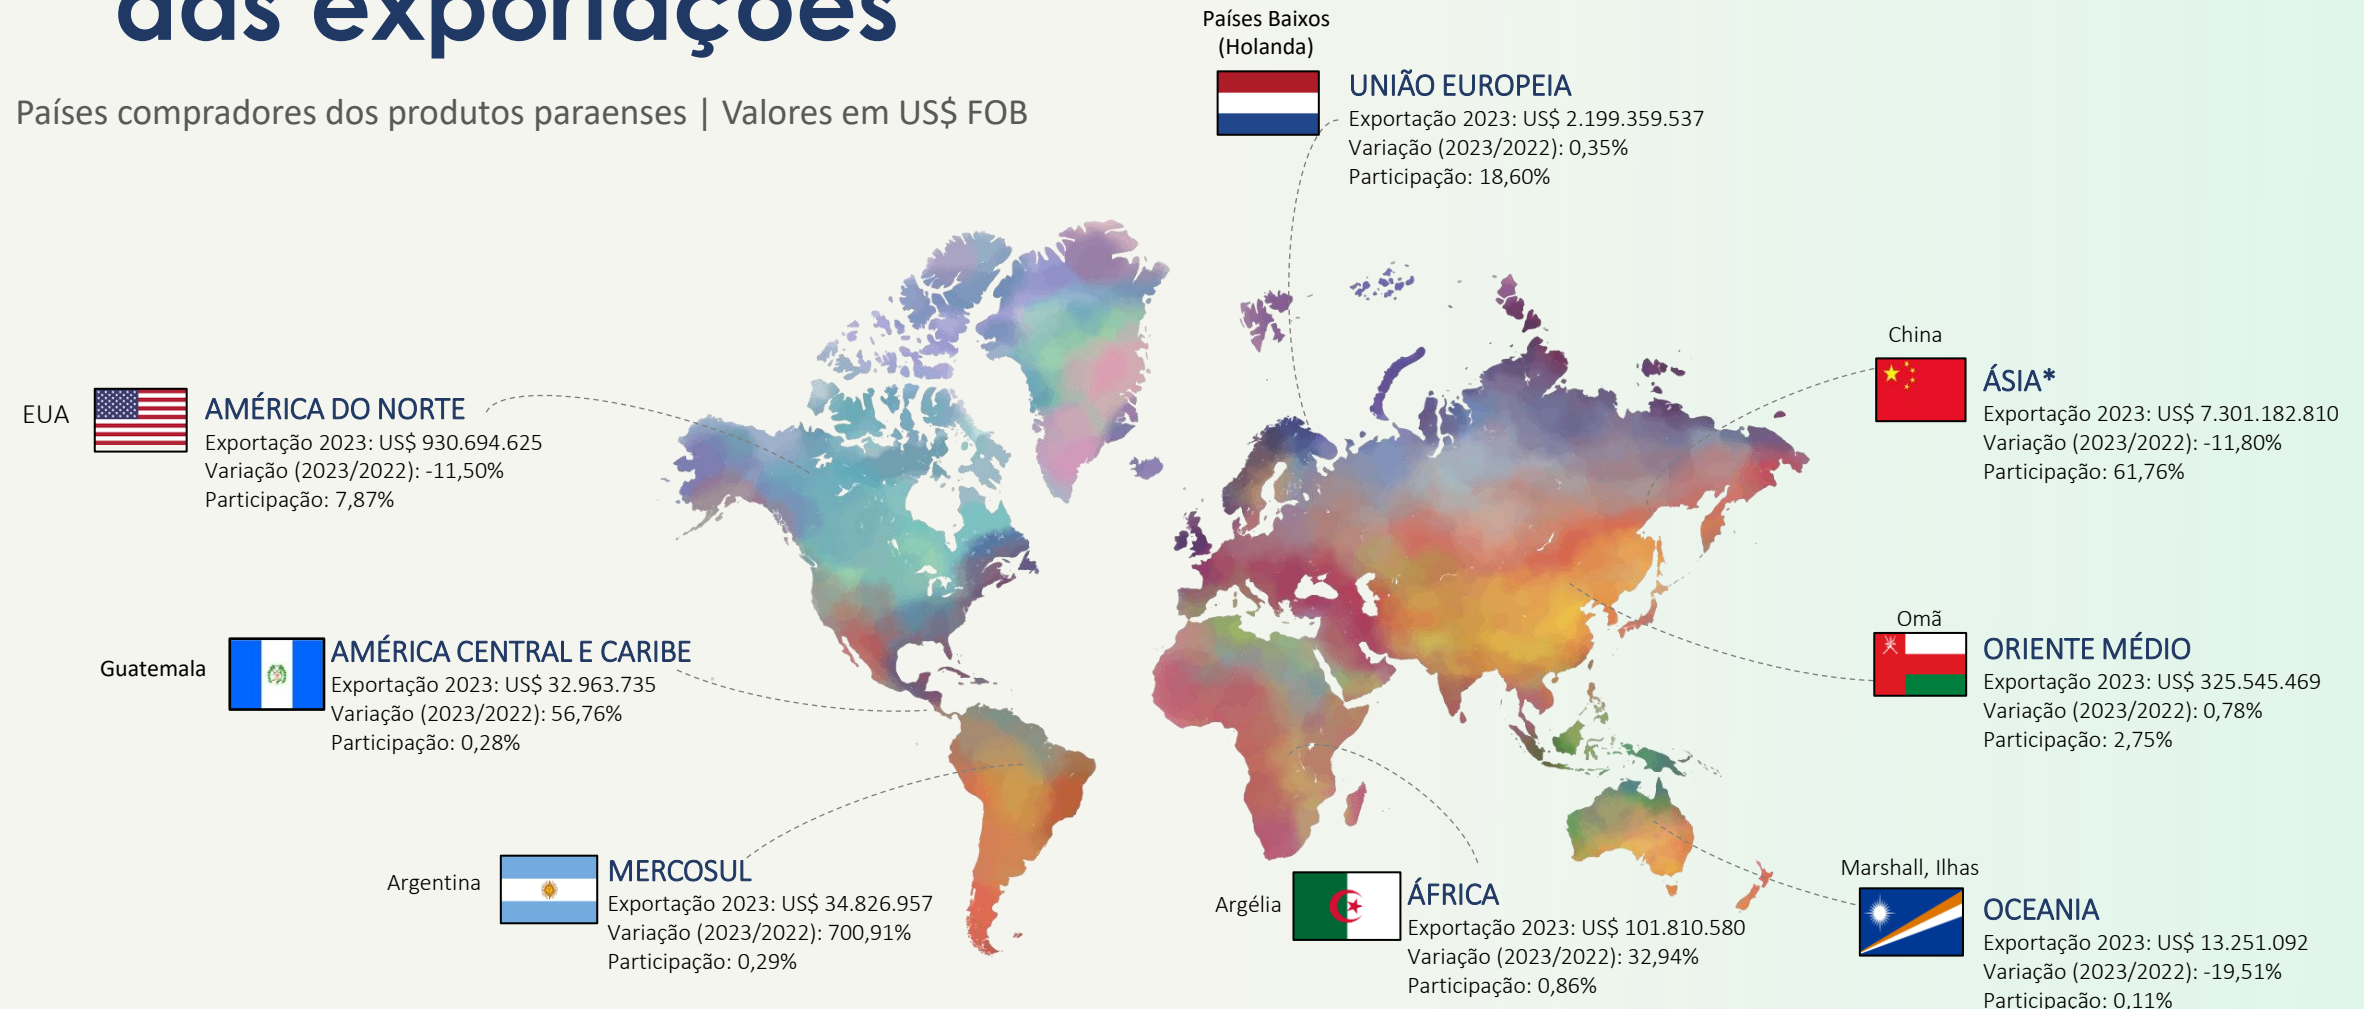 das exportações
Países compradores dos produtos paraenses | Valores em US$ FOB
Países Baixos
(Holanda)
UNIÃO EUROPEIA
Exportação 2023: US$ 2.199.359.537
Variação (2023/2022): 0,35%
Participação: 18,60%
China
ÁSIA*
Exportação 2023: US$ 7.301.182.810
Variação (2023/2022): -11,80%
Participação: 61,76%
EUA
AMÉRICA DO NORTE
Exportação 2023: US$ 930.694.625
Variação (2023/2022): -11,50%
Participação: 7,87%
Omã
ORIENTE MÉDIO
Exportação 2023: US$ 325.545.469
Variação (2023/2022): 0,78%
Participação: 2,75%
Guatemala
AMÉRICA CENTRAL E CARIBE
Exportação 2023: US$ 32.963.735
Variação (2023/2022): 56,76%
Participação: 0,28%
Argentina
MERCOSUL
Exportação 2023: US$ 34.826.957
Variação (2023/2022): 700,91%
Participação: 0,29%
Argélia
ÁFRICA
Exportação 2023: US$ 101.810.580
Variação (2023/2022): 32,94%
Participação: 0,86%
Marshall, Ilhas
OCEANIA
Exportação 2023: US$ 13.251.092
Variação (2023/2022): -19,51%
Participação: 0,11%